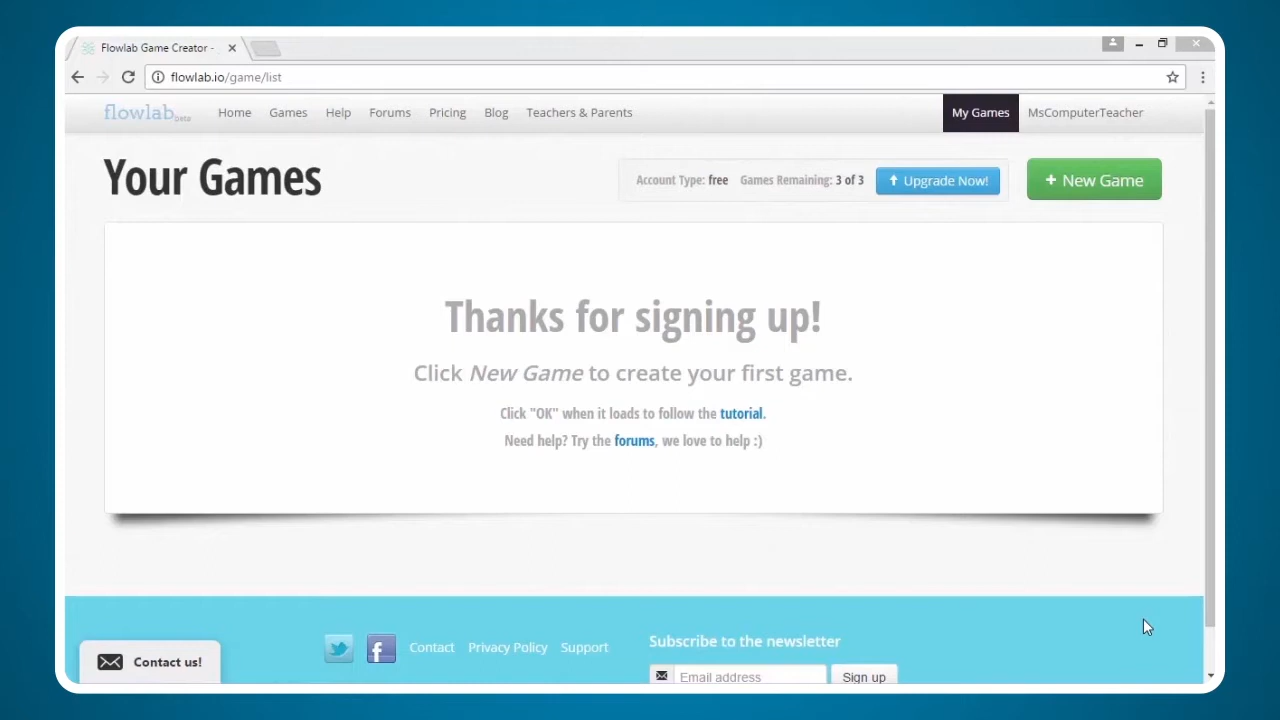 Flowlab Game Creator -
flowlab.io/game/list
flowlab beta Home Games Help Forums Pricing Blog Teachers & Parents My Games MsComputerTeacher
Your Games Account Type: free Games Remaining: 3 of 3 Upgrade Now! + New Game
Thanks for signing up!
Click New Game to create your first game.
Click "OK" when it loads to follow the tutorial.
Need help? Try the forums, we love to help :)
Subscribe to the newsletter
Contact Privacy Policy Support
Contact us!
Email address Sign up